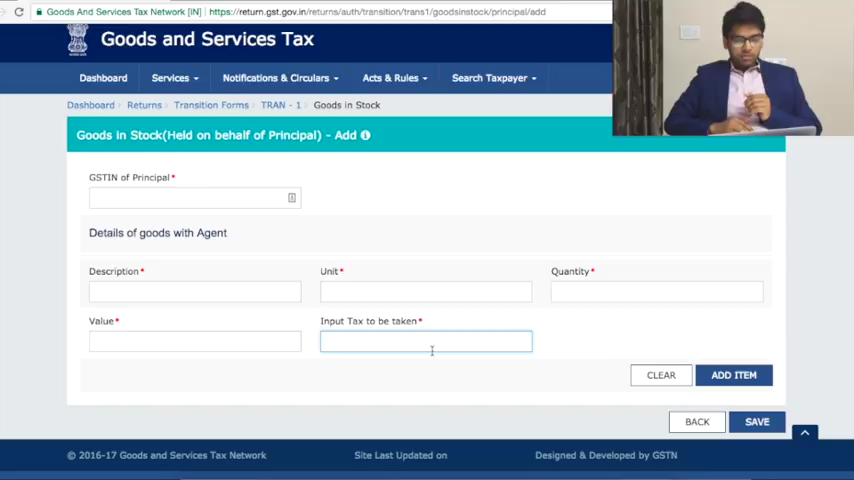 Goods And Services Tax Network [IN] https://return.gst.gov.in/returns/auth/transition/trans1/goodsinstock/principal/add
Goods and Services Tax
Dashboard Services Notifications & Circulars Acts & Rules Search Taxpayer
Dashboard Returns Transition Forms TRAN - 1 Goods in Stock
Goods in Stock(Held on behalf of Principal) - Add
GSTIN of Principal*
Details of goods with Agent
Description* Unit* Quantity*
Value* Input Tax to be taken*
CLEAR ADD ITEM
BACK SAVE
© 2016-17 Goods and Services Tax Network Site Last Updated on Designed & Developed by GSTN